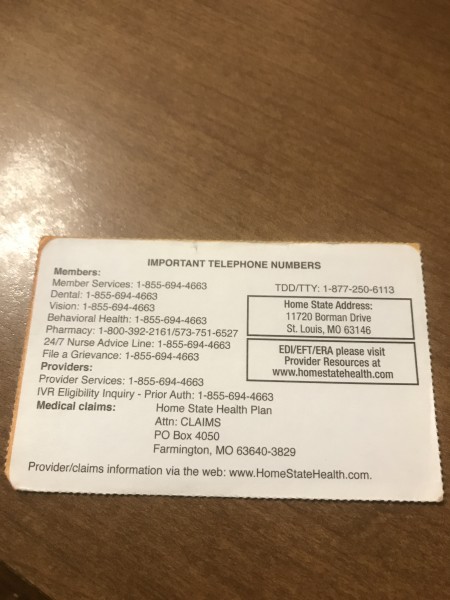 IMPORTANT TELEPHONE NUMBERS
Members:
Member Services: 1-855-694-4663
Dental: 1-855-694-4663
Vision: 1-855-694-4663
Behavioral Health: 1-855-694-4663
Pharmacy: 1-800-392-2161/573-751-6527
24/7 Nurse Advice Line: 1-855-694-4663
File a Grievance: 1-855-694-4663
TDD/TTY: 1-877-250-6113
Home State Address:
11720 Borman Drive
St. Louis, MO 63146
EDI/EFT/ERA please visit
Provider Resources at
www.homestatehealth.com
Providers:
Provider Services: 1-855-694-4663
IVR Eligibility Inquiry - Prior Auth: 1-855-694-4663
Medical claims: Home State Health Plan
Attn: CLAIMS
PO Box 4050
Farmington, MO 63640-3829
Provider/claims information via the web: www.HomeStateHealth.com.